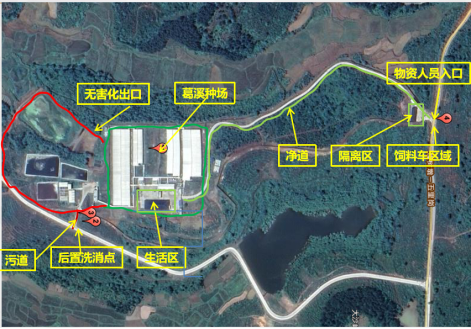 物资人员入口
无害化出口
葛溪种场
净道
隔离区
饲料车区域
污道
后置洗消点
生活区